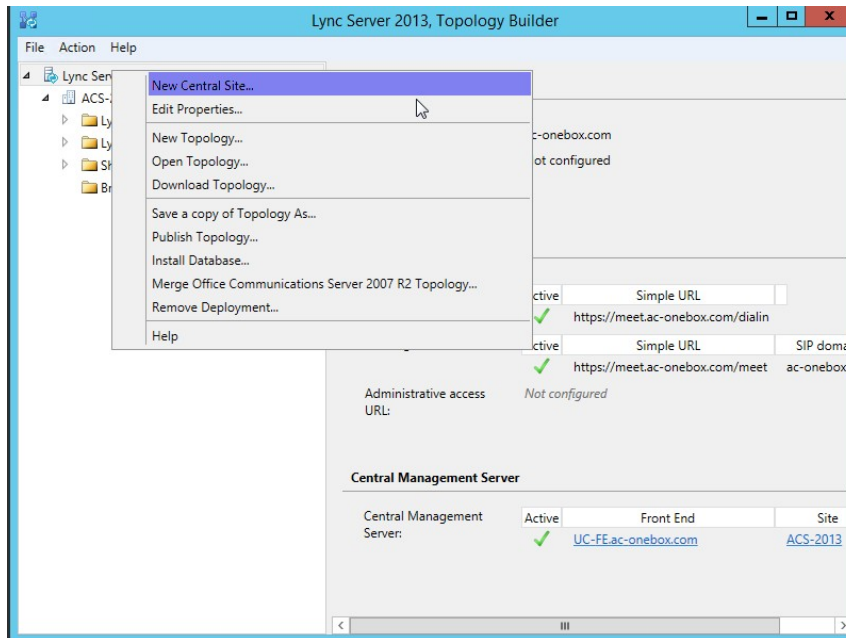 Lync Server 2013, Topology Builder
File Action Help
Lync Ser
New Central Site...
ACS-
Edit Properties...
Ly
New Topology...
c-onebox.com
Ly
Open Topology...
ot configured
Sh
Download Topology...
Br
Save a copy of Topology As...
Publish Topology...
Install Database...
Merge Office Communications Server 2007 R2 Topology...
Remove Deployment...
Help
ctive Simple URL
https://meet.ac-onebox.com/dialin
ctive Simple URL SIP doma
https://meet.ac-onebox.com/meet ac-onebox
Administrative access Not configured
URL:
Central Management Server
Central Management Active Front End Site
Server: UC-FE.ac-onebox.com ACS-2013